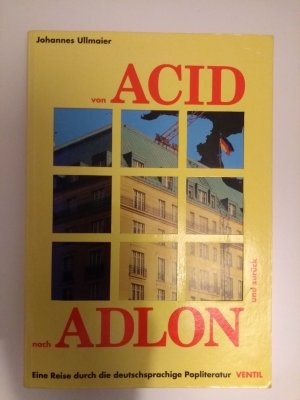 Johannes Ullmaier
von ACID
nach ADLON
und zurück
Eine Reise durch die deutschsprachige Popliteratur VENTIL